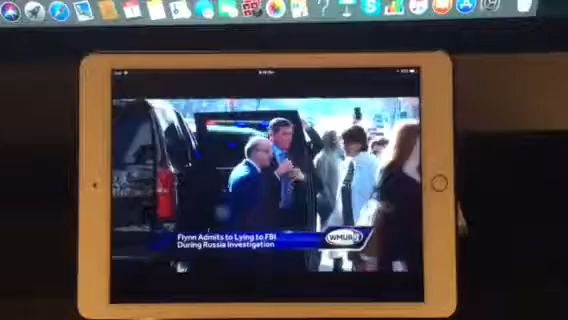 Flynn Admits to Lying to FBI
During Russia Investigation
WMUR